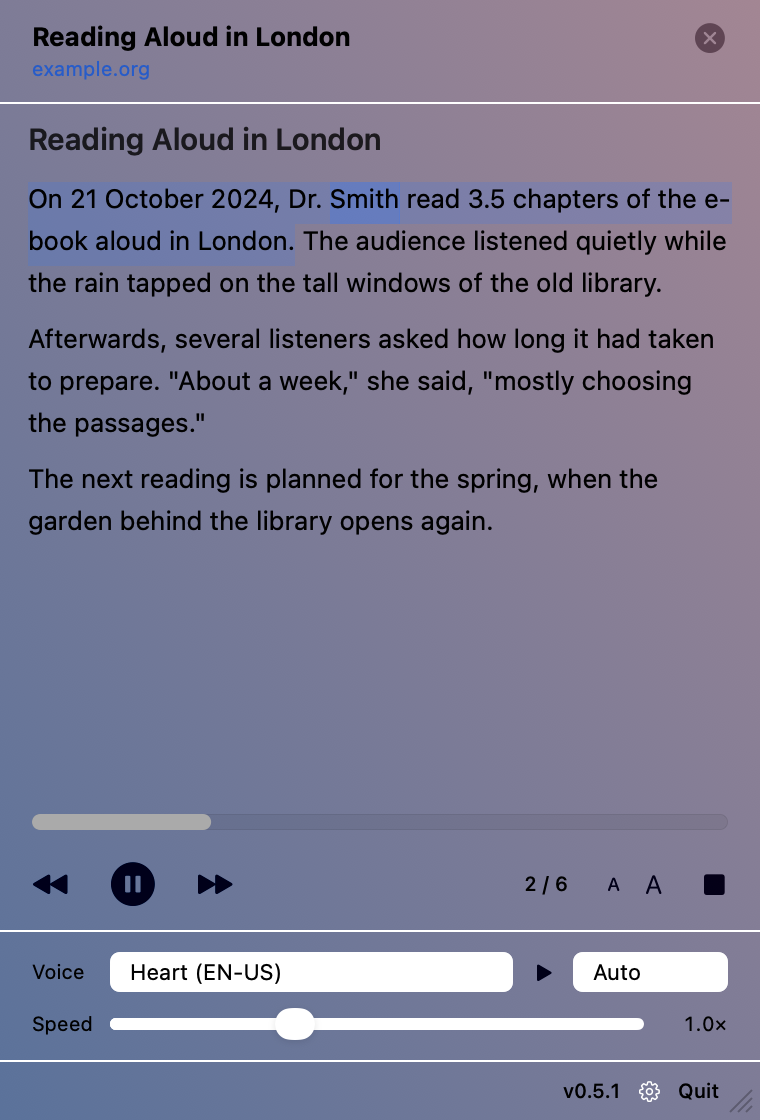 Reading Aloud in London
example.org
Reading Aloud in London
On 21 October 2024, Dr. Smith read 3.5 chapters of the e-
book aloud in London. The audience listened quietly while
the rain tapped on the tall windows of the old library.
Afterwards, several listeners asked how long it had taken
to prepare. "About a week," she said, "mostly choosing
the passages."
The next reading is planned for the spring, when the
garden behind the library opens again.
2 / 6 A A
Voice Heart (EN-US) Auto
Speed 1.0×
v0.5.1 Quit